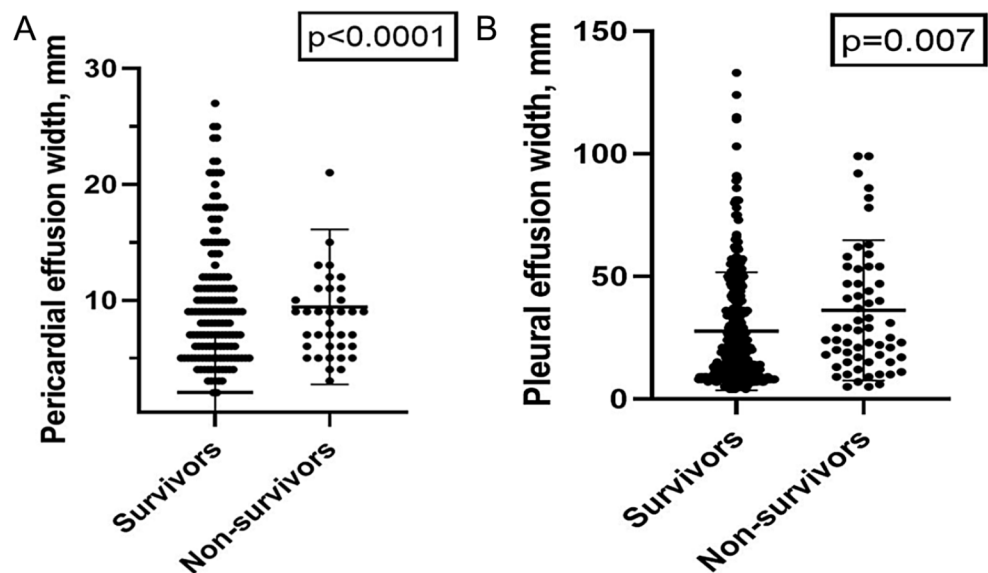 A
p<0.0001
Pericardial effusion width, mm
30
20
10
Survivors
Non-survivors
B
p=0.007
Pleural effusion width, mm
150
100
50
0
Survivors
Non-survivors